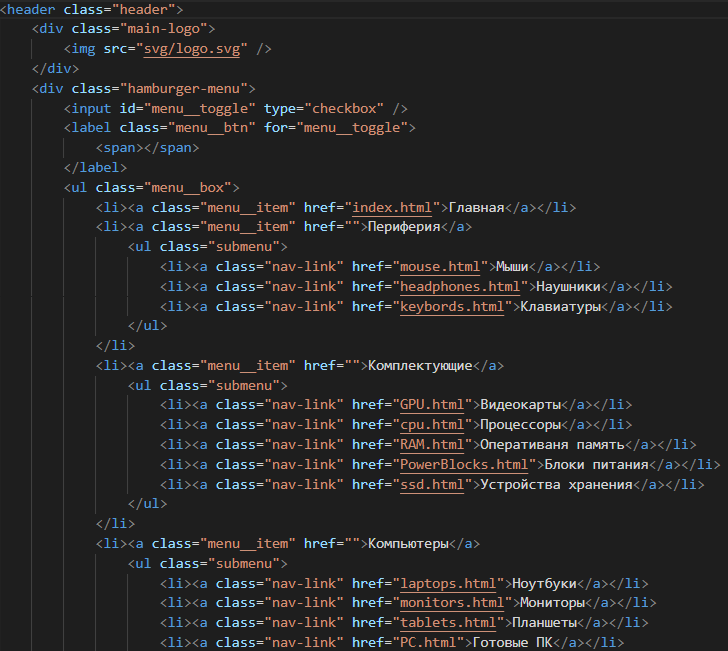 <header class="header">
<div class="main-logo">
<img src="svg/logo.svg" />
</div>
<div class="hamburger-menu">
<input id="menu__toggle" type="checkbox" />
<label class="menu__btn" for="menu__toggle">
<span></span>
</label>
<ul class="menu__box">
<li><a class="menu__item" href="index.html">Главная</a></li>
<li><a class="menu__item" href="">Периферия</a>
<ul class="submenu">
<li><a class="nav-link" href="mouse.html">Мыши</a></li>
<li><a class="nav-link" href="headphones.html">Наушники</a></li>
<li><a class="nav-link" href="keybords.html">Клавиатуры</a></li>
</ul>
</li>
<li><a class="menu__item" href="">Комплектующие</a>
<ul class="submenu">
<li><a class="nav-link" href="GPU.html">Видеокарты</a></li>
<li><a class="nav-link" href="cpu.html">Процессоры</a></li>
<li><a class="nav-link" href="RAM.html">Оперативаня память</a></li>
<li><a class="nav-link" href="PowerBlocks.html">Блоки питания</a></li>
<li><a class="nav-link" href="ssd.html">Устройства хранения</a></li>
</ul>
</li>
<li><a class="menu__item" href="">Компьютеры</a>
<ul class="submenu">
<li><a class="nav-link" href="laptops.html">Ноутбуки</a></li>
<li><a class="nav-link" href="monitors.html">Мониторы</a></li>
<li><a class="nav-link" href="tablets.html">Планшеты</a></li>
<li><a class="nav-link" href="PC.html">Готовые ПК</a></li>